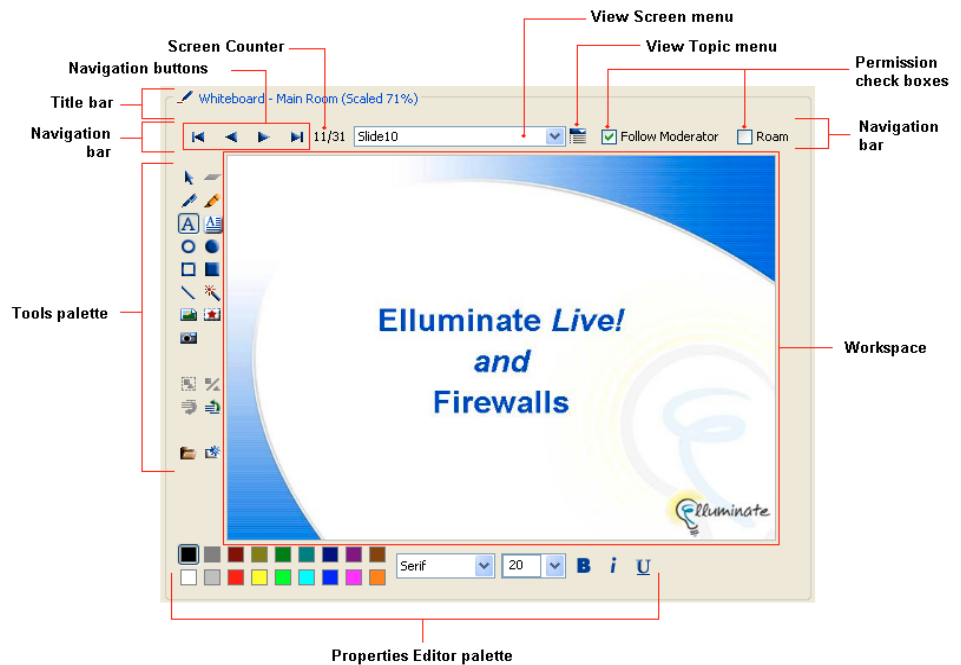 View Screen menu
Screen Counter
View Topic menu
Navigation buttons
Permission
check boxes
Title bar
Whiteboard - Main Room (Scaled 71%)
Navigation
bar
11/31
Slide10
Follow Moderator
Roam
Navigation
bar
A
A
Tools palette
Elluminate Live!
and
Firewalls
Workspace
Elluminate
Serif
20
B
i
U
Properties Editor palette